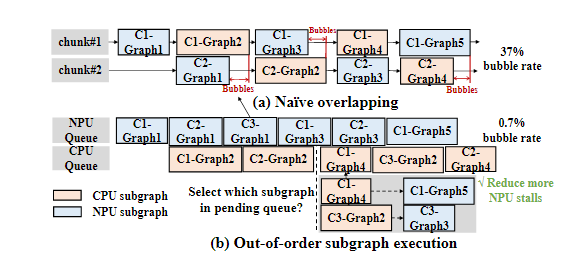 Bubbles
chunk#1
C1-
Graph1
C1-Graph2
C1-
Graph3
C1-
Graph4
C1-Graph5
37%
bubble rate
chunk#2
C2-
Graph1
C2-Graph2
C2-
Graph3
C2-
Graph4
Bubbles
Bubbles
(a) Naïve overlapping
NPU
Queue
C1-
Graph1
C2-
Graph1
C3-
Graph1
C1-
Graph3
C2-
Graph3
C1-Graph5
0.7%
bubble rate
CPU
Queue
C1-Graph2
C2-Graph2
C1-
Graph4
C3-Graph2
C2-
Graph4
CPU subgraph
NPU subgraph
Select which subgraph
in pending queue?
C1-
Graph4
C1-Graph5
C3-Graph2
C3-
Graph3
√ Reduce more
NPU stalls
(b) Out-of-order subgraph execution